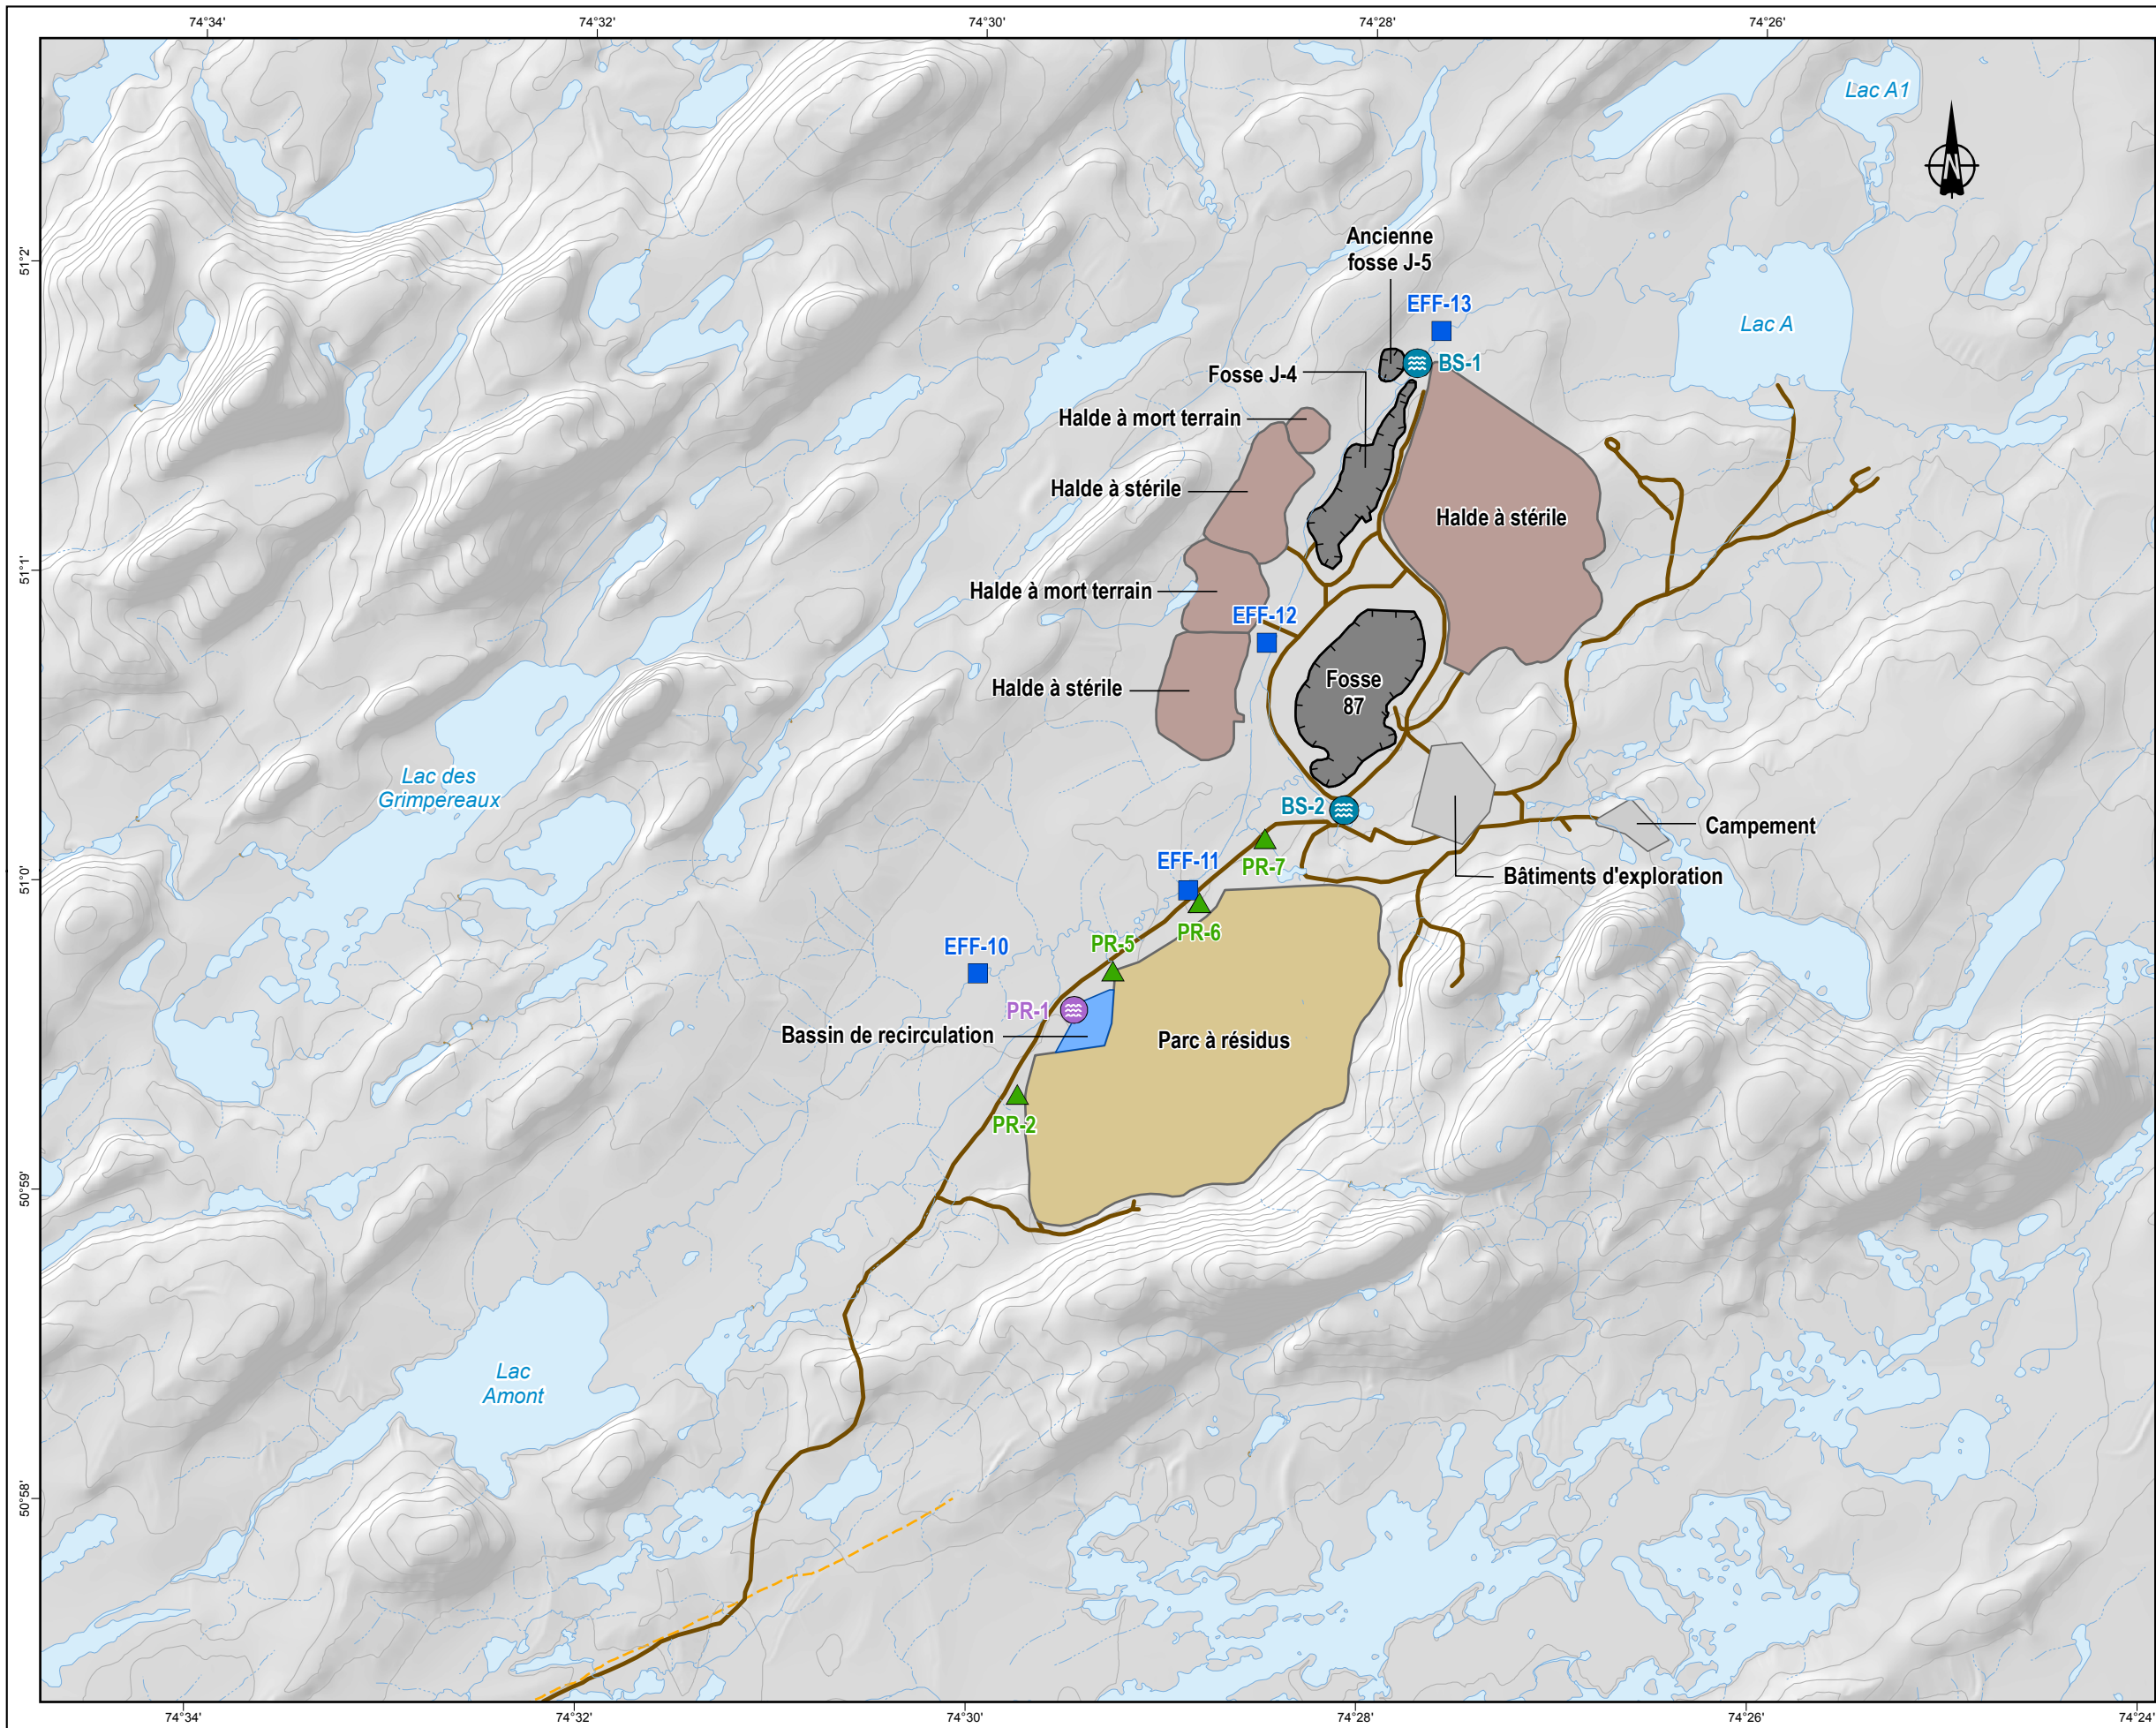 74°34'
74°32'
74°30'
74°28'
74°26'
Lac A1
N
51°2'
Ancienne
fosse J-5
EFF-13
Lac A
BS-1
Fosse J-4
Halde à mort terrain
Halde à stérile
Halde à stérile
51°1'
Halde à mort terrain
EFF-12
Halde à stérile
Fosse
87
Lac des
Grimpereaux
BS-2
Campement
EFF-11
PR-7
Bâtiments d'exploration
51°0'
PR-6
PR-5
EFF-10
PR-1
Bassin de recirculation
Parc à résidus
PR-2
50°59'
Lac
Amont
50°58'
74°34'
74°32'
74°30'
74°28'
74°26'
74°24'